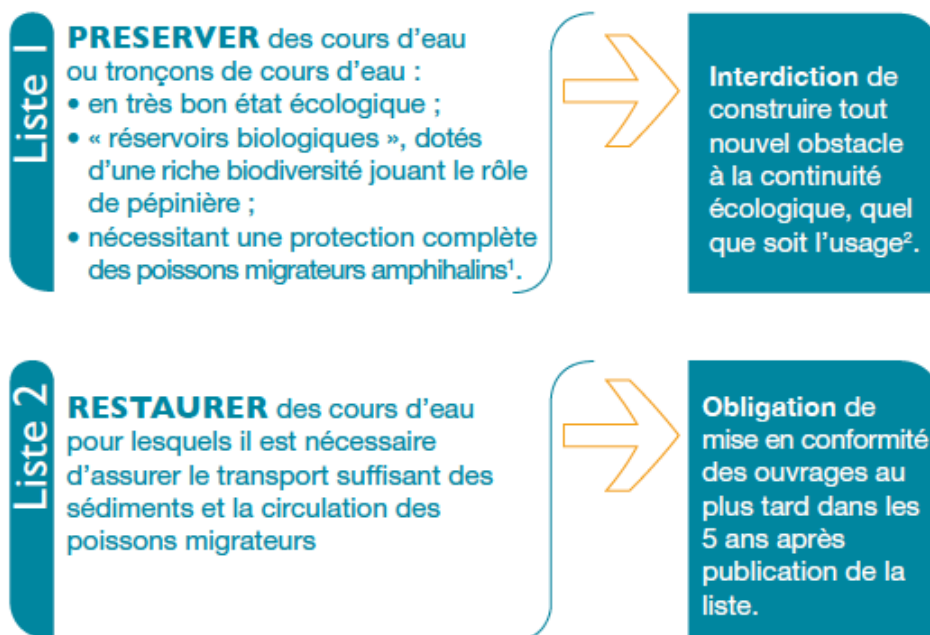 Liste 1
PRESERVER des cours d'eau
ou tronçons de cours d'eau :
• en très bon état écologique ;
• « réservoirs biologiques », dotés
d'une riche biodiversité jouant le rôle
de pépinière ;
• nécessitant une protection complète
des poissons migrateurs amphihalins¹.
Interdiction de
construire tout
nouvel obstacle
à la continuité
écologique, quel
que soit l'usage².
Liste 2
RESTAURER des cours d'eau
pour lesquels il est nécessaire
d'assurer le transport suffisant des
sédiments et la circulation des
poissons migrateurs
Obligation de
mise en conformité
des ouvrages au
plus tard dans les
5 ans après
publication de la
liste.